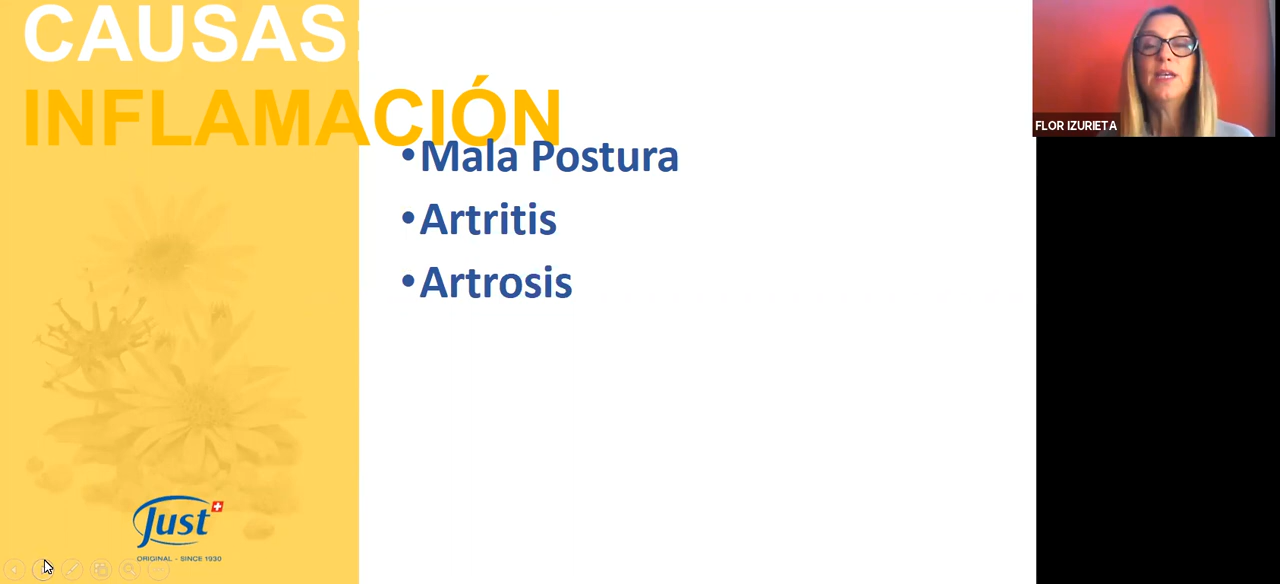 CAUSAS:
INFLAMACIÓN
•Mala Postura
•Artritis
•Artrosis
FLOR IZURIETA
Just
ORIGINAL - SINCE 1930